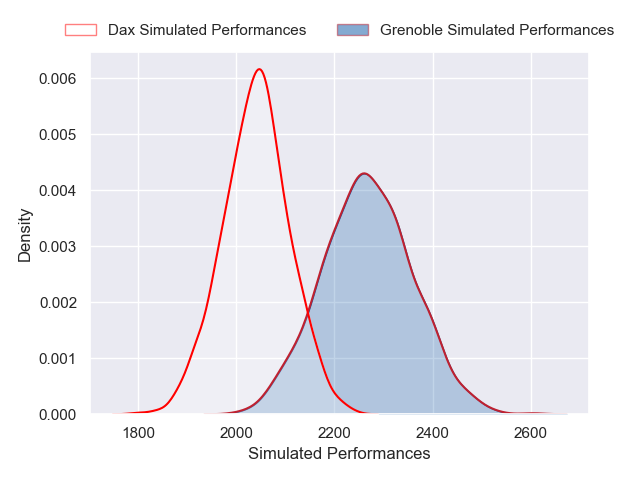 Dax Simulated Performances
Grenoble Simulated Performances
0.006
0.005
0.004
0.003
0.002
0.001
0.000
Density
1800 2000 2200 2400 2600
Simulated Performances